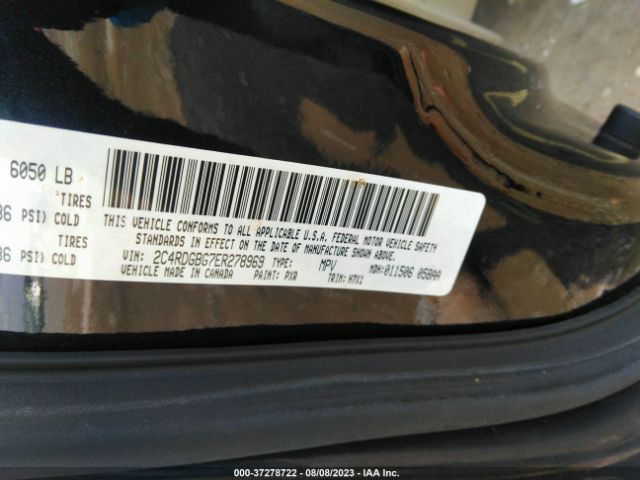 6050 LB
TIRES
36 PSI) COLD
TIRES
36 PSI) COLD
THIS VEHICLE CONFORMS TO ALL APPLICABLE U.S.A. FEDERAL MOTOR VEHICLE SAFETY
STANDARDS IN EFFECT ON THE DATE OF MANUFACTURE SHOWN ABOVE.
VIN: 2C4RDGBG7ER278969 TYPE: MPV MDH: 011506 058AA
VEHICLE MADE IN CANADA PAINT: PXR TRIM: H7X1
000-37278722 - 08/08/2023 - IAA Inc.